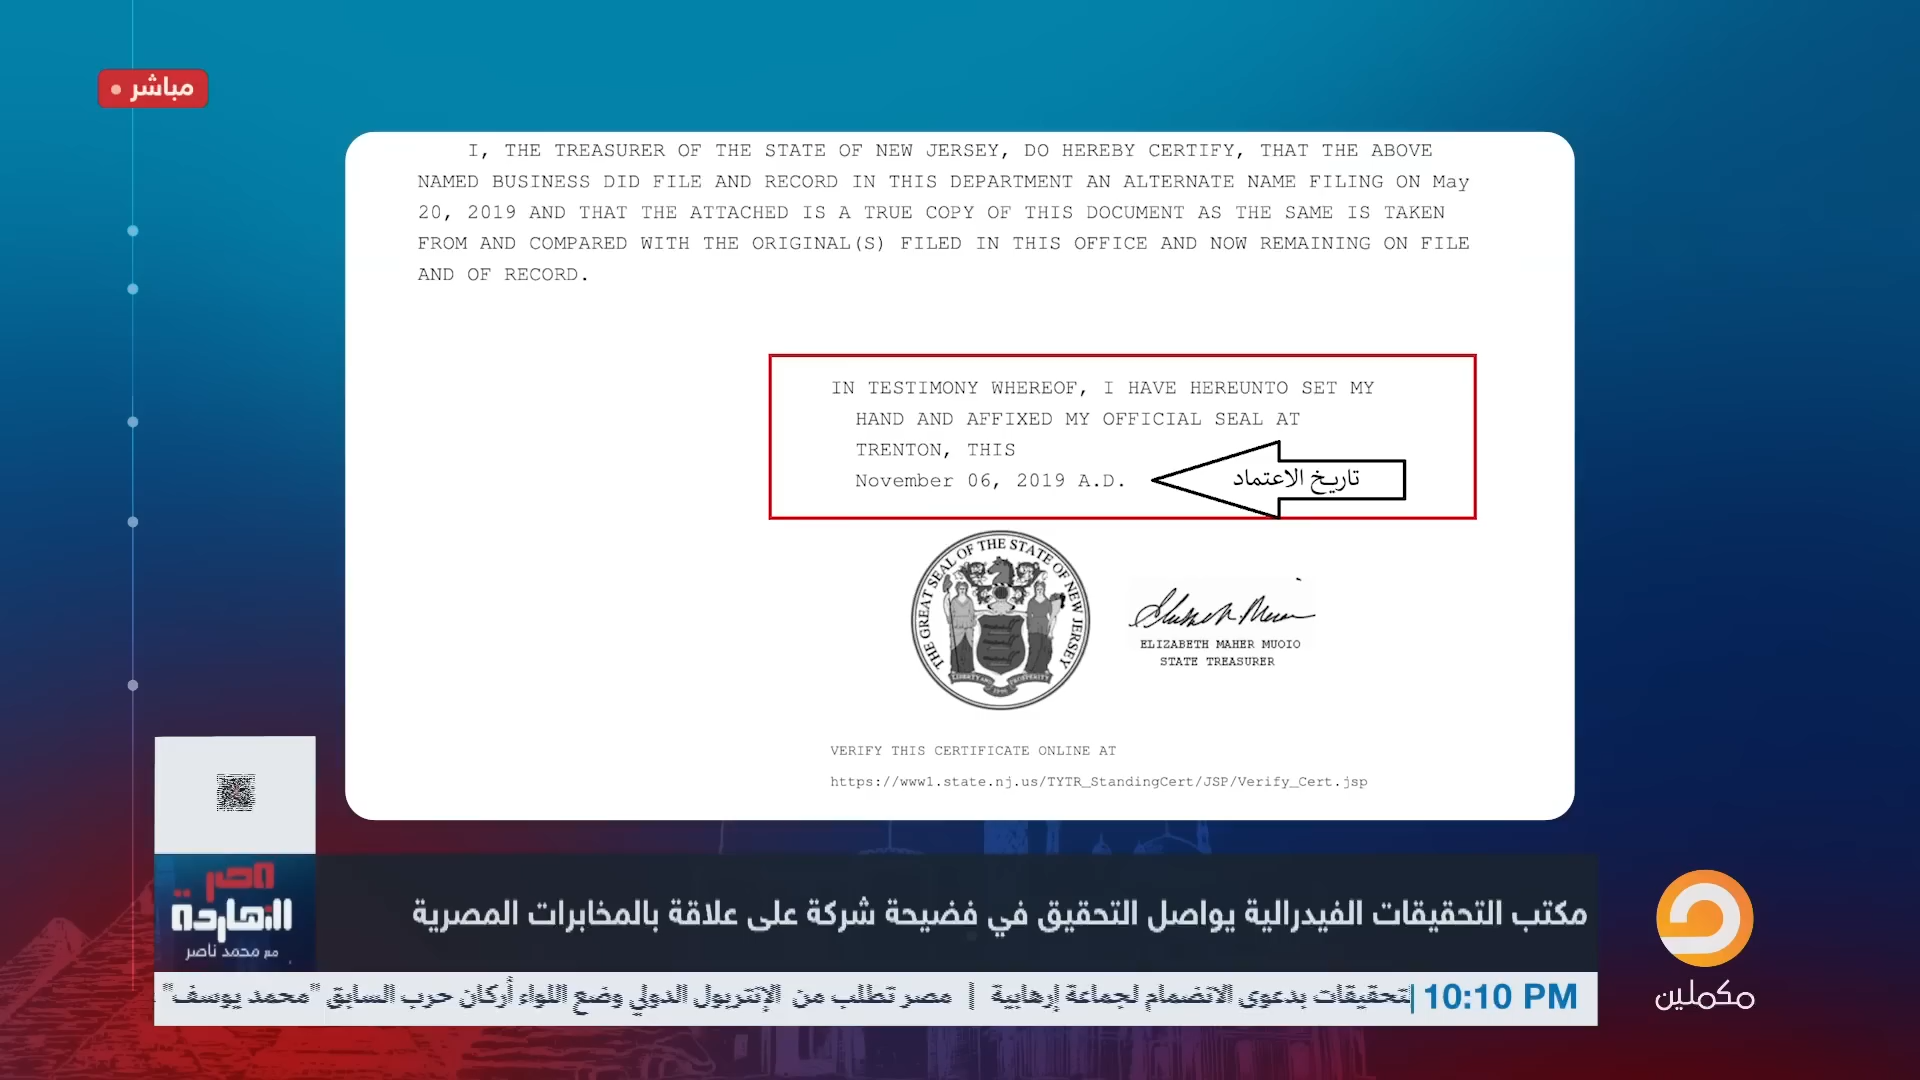 مباشر
I, THE TREASURER OF THE STATE OF NEW JERSEY, DO HEREBY CERTIFY, THAT THE ABOVE
NAMED BUSINESS DID FILE AND RECORD IN THIS DEPARTMENT AN ALTERNATE NAME FILING ON May
20, 2019 AND THAT THE ATTACHED IS A TRUE COPY OF THIS DOCUMENT AS THE SAME IS TAKEN
FROM AND COMPARED WITH THE ORIGINAL(S) FILED IN THIS OFFICE AND NOW REMAINING ON FILE
AND OF RECORD.
IN TESTIMONY WHEREOF, I HAVE HEREUNTO SET MY
HAND AND AFFIXED MY OFFICIAL SEAL AT
TRENTON, THIS
November 06, 2019 A.D.
تاريخ الاعتماد
THE GREAT SEAL OF THE STATE OF NEW JERSEY
LIBERTY AND PROSPERITY
ELIZABETH MAHER MUOIO
STATE TREASURER
VERIFY THIS CERTIFICATE ONLINE AT
https://www1.state.nj.us/TYTR_StandingCert/JSP/Verify_Cert.jsp
مصر
النهاردة
مع محمد ناصر
مكتب التحقيقات الفيدرالية يواصل التحقيق في فضيحة شركة على علاقة بالمخابرات المصرية
10:10 PM
تحقيقات بدعوى الانضمام لجماعة إرهابية | مصر تطلب من الإنتربول الدولي وضع اللواء أركان حرب السابق "محمد يوسف"
مكملين